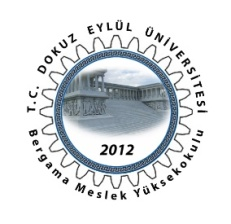 T.C. DOKUZ EYLÜL ÜNİVERSİTESİ
2012
Bergama Meslek Yüksekokulu